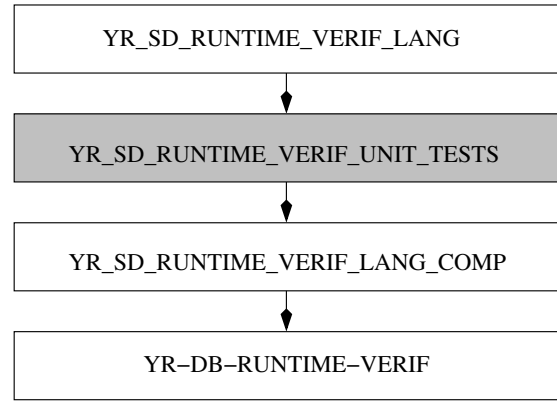 YR_SD_RUNTIME_VERIF_LANG
YR_SD_RUNTIME_VERIF_UNIT_TESTS
YR_SD_RUNTIME_VERIF_LANG_COMP
YR−DB−RUNTIME−VERIF